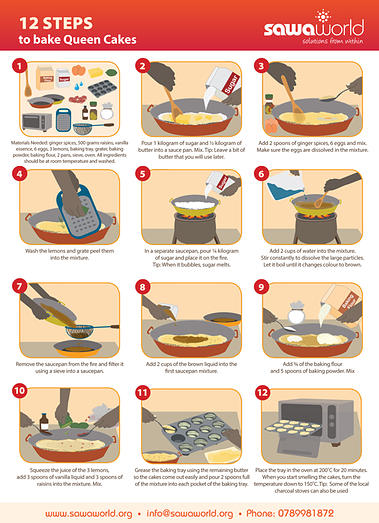 12 STEPS
to bake Queen Cakes
sawaworld
solutions from within
1
2
3
Sugar
Materials Needed: ginger spices, 500 grams raisins, vanilla
essence, 6 eggs, 3 lemons, baking tray, grater, baking
powder, baking flour, 2 pans, sieve, oven. All ingredients
should be at room temperature and washed.
Pour 1 kilogram of sugar and ½ kilogram of
butter into a sauce pan. Mix. Tip: Leave a bit of
butter that you will use later.
Add 2 spoons of ginger spices, 6 eggs and mix.
Make sure the eggs are dissolved in the mixture.
4
5
6
Sugar
Wash the lemons and grate peel them
into the mixture.
In a separate saucepan, pour ¼ kilogram
of sugar and place it on the fire.
Tip: When it bubbles, sugar melts.
Add 2 cups of water into the mixture.
Stir constantly to dissolve the large particles.
Let it boil until it changes colour to brown.
7
8
9
Remove the saucepan from the fire and filter it
using a sieve into a saucepan.
Add 2 cups of the brown liquid into the
first saucepan mixture.
Add ¾ of the baking flour
and 5 spoons of baking powder. Mix
10
11
12
Squeeze the juice of the 3 lemons,
add 3 spoons of vanilla liquid and 3 spoons of
raisins into the mixture. Mix.
Grease the baking tray using the remaining butter
so the cakes come out easily and pour 2 spoons full
of the mixture into each pocket of the baking tray.
Place the tray in the oven at 200˚C for 20 minutes.
When you start smelling the cakes, turn the
temperature down to 150˚C. Tip: Some of the local
charcoal stoves can also be used
www.sawaworld.org • info@sawaworld.org • Phone: 0789981872